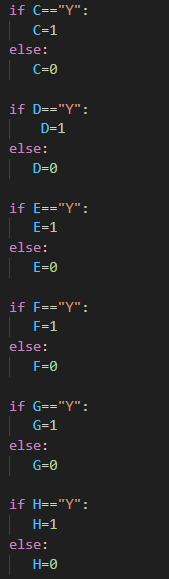 if C=="Y":
   C=1
else:
   C=0

if D=="Y":
    D=1
else:
   D=0

if E=="Y":
   E=1
else:
   E=0

if F=="Y":
   F=1
else:
   F=0

if G=="Y":
   G=1
else:
   G=0

if H=="Y":
   H=1
else:
   H=0